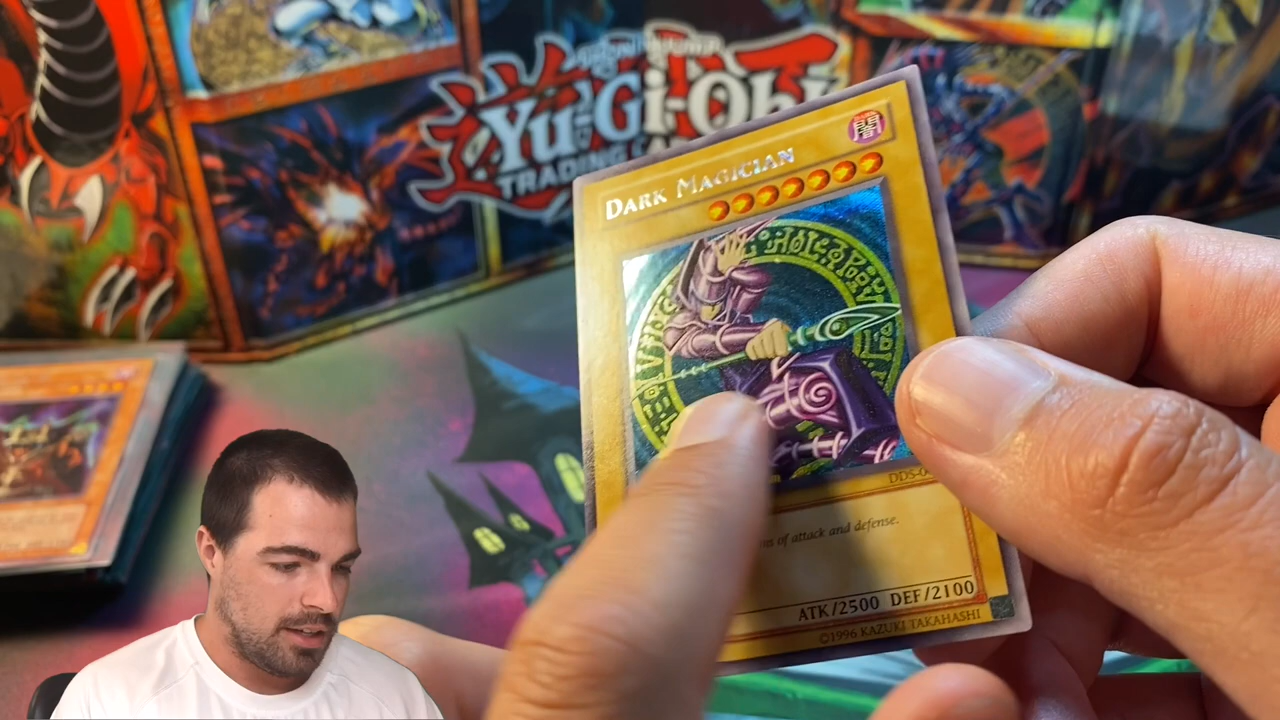 Yu-Gi-Oh!
TRADING
DARK MAGICIAN
闇
DDS-0
of attack and defense.
ATK/2500 DEF/2100
©1996 KAZUKI TAKAHASHI